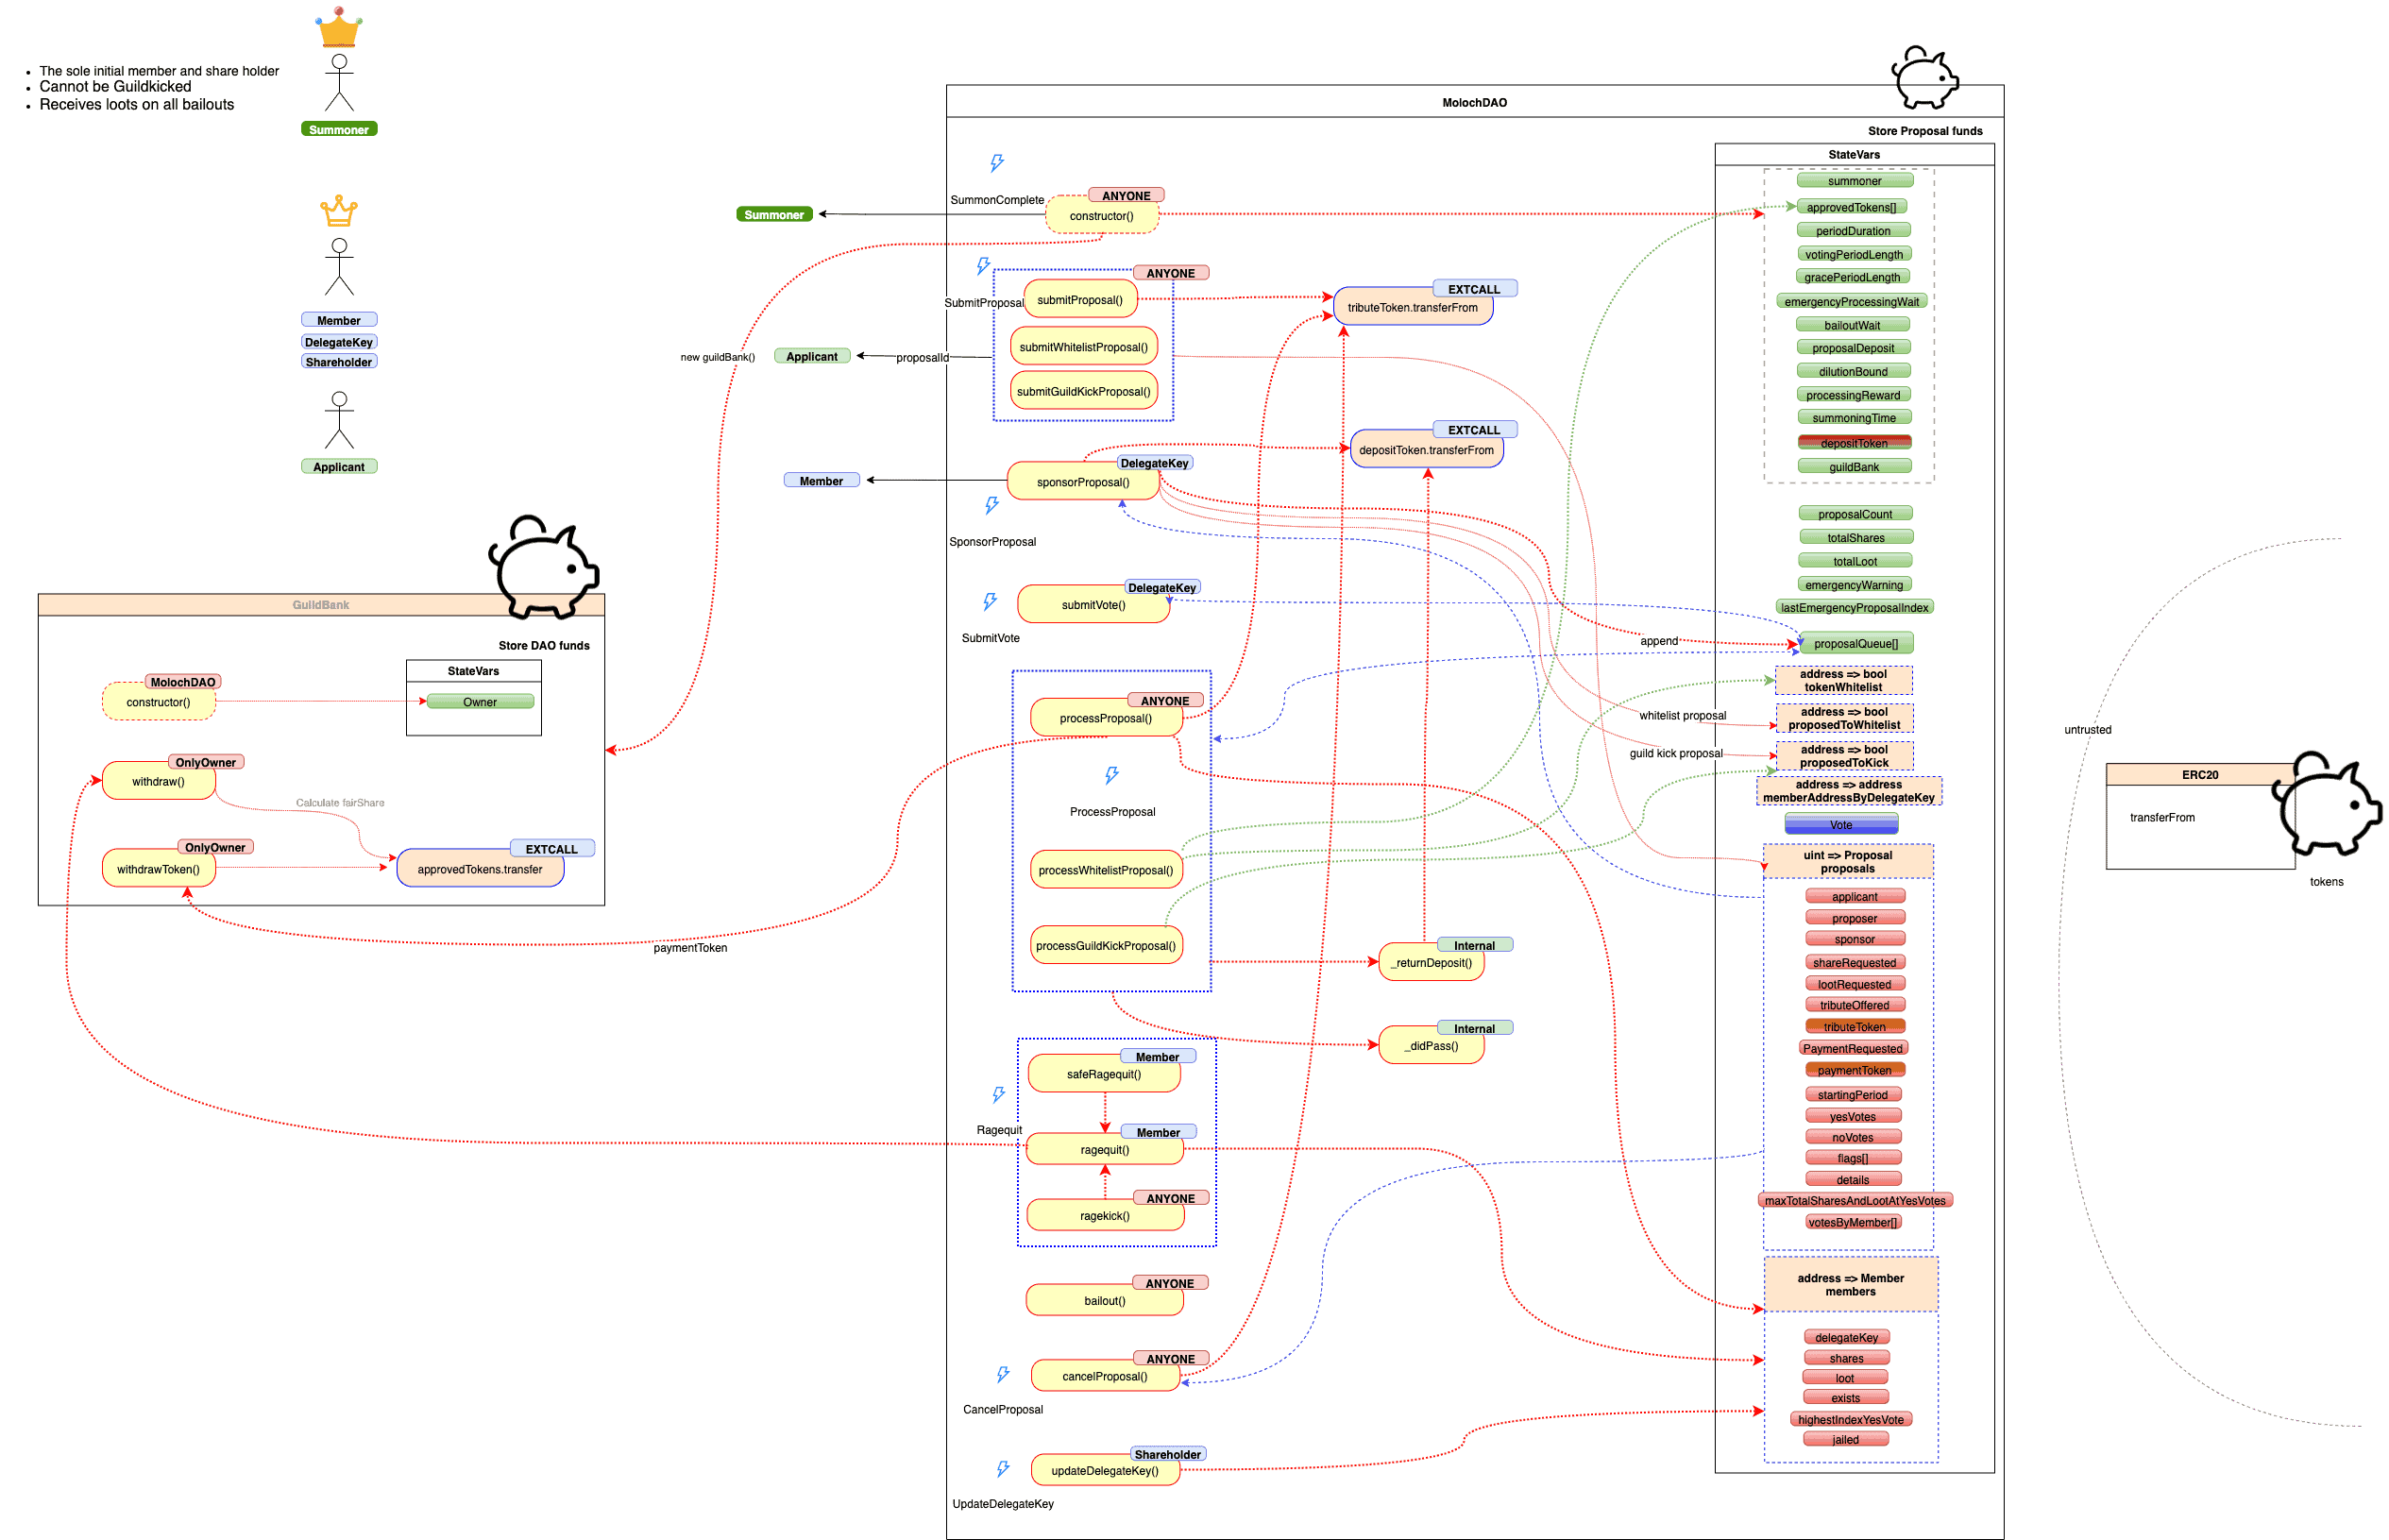 The sole initial member and share holder
Cannot be Guildkicked
Receives loots on all bailouts
Summoner
Member
DelegateKey
Shareholder
Applicant
GuildBank
Store DAO funds
StateVars
Owner
MolochDAO
constructor()
OnlyOwner
withdraw()
Calculate fairShare
OnlyOwner
withdrawToken()
EXTCALL
approvedTokens.transfer
new guildBank()
paymentToken
Summoner
Applicant
proposalId
Member
MolochDAO
Store Proposal funds
SummonComplete
ANYONE
constructor()
ANYONE
SubmitProposal
submitProposal()
submitWhitelistProposal()
submitGuildKickProposal()
EXTCALL
tributeToken.transferFrom
EXTCALL
depositToken.transferFrom
DelegateKey
sponsorProposal()
SponsorProposal
DelegateKey
submitVote()
SubmitVote
ANYONE
processProposal()
ProcessProposal
processWhitelistProposal()
processGuildKickProposal()
Internal
_returnDeposit()
Internal
_didPass()
Member
safeRagequit()
Ragequit
Member
ragequit()
ANYONE
ragekick()
ANYONE
bailout()
ANYONE
cancelProposal()
CancelProposal
Shareholder
updateDelegateKey()
UpdateDelegateKey
append
whitelist proposal
guild kick proposal
StateVars
summoner
approvedTokens[]
periodDuration
votingPeriodLength
gracePeriodLength
emergencyProcessingWait
bailoutWait
proposalDeposit
dilutionBound
processingReward
summoningTime
depositToken
guildBank
proposalCount
totalShares
totalLoot
emergencyWarning
lastEmergencyProposalIndex
proposalQueue[]
address => bool
tokenWhitelist
address => bool
proposedToWhitelist
address => bool
proposedToKick
address => address
memberAddressByDelegateKey
Vote
uint => Proposal
proposals
applicant
proposer
sponsor
shareRequested
lootRequested
tributeOffered
tributeToken
PaymentRequested
paymentToken
startingPeriod
yesVotes
noVotes
flags[]
details
maxTotalSharesAndLootAtYesVotes
votesByMember[]
address => Member
members
delegateKey
shares
loot
exists
highestIndexYesVote
jailed
untrusted
ERC20
transferFrom
tokens